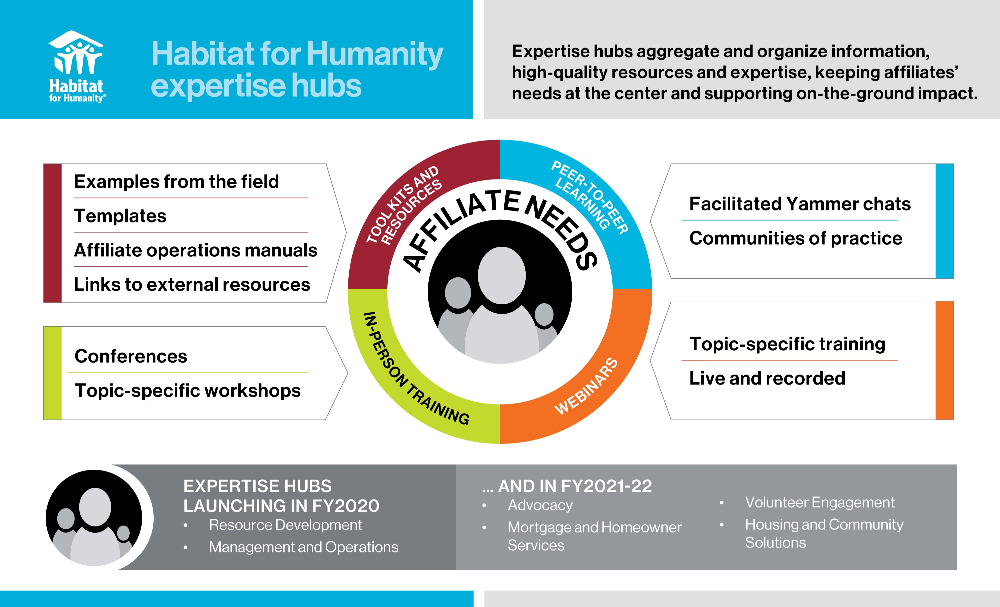 Habitat
for Humanity®
Habitat for Humanity
expertise hubs
Expertise hubs aggregate and organize information,
high-quality resources and expertise, keeping affiliates’
needs at the center and supporting on-the-ground impact.
Examples from the field
Templates
Affiliate operations manuals
Links to external resources
Conferences
Topic-specific workshops
TOOL KITS AND
RESOURCES
PEER-TO-PEER
LEARNING
AFFILIATE NEEDS
IN-PERSON TRAINING
WEBINARS
Facilitated Yammer chats
Communities of practice
Topic-specific training
Live and recorded
EXPERTISE HUBS
LAUNCHING IN FY2020
• Resource Development
• Management and Operations
... AND IN FY2021-22
• Advocacy
• Mortgage and Homeowner
Services
• Volunteer Engagement
• Housing and Community
Solutions